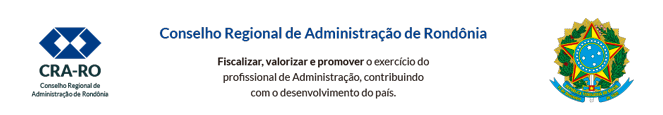 CRA-RO
Conselho Regional de
Administração de Rondônia
Conselho Regional de Administração de Rondônia
Fiscalizar, valorizar e promover o exercício do
profissional de Administração, contribuindo
com o desenvolvimento do país.